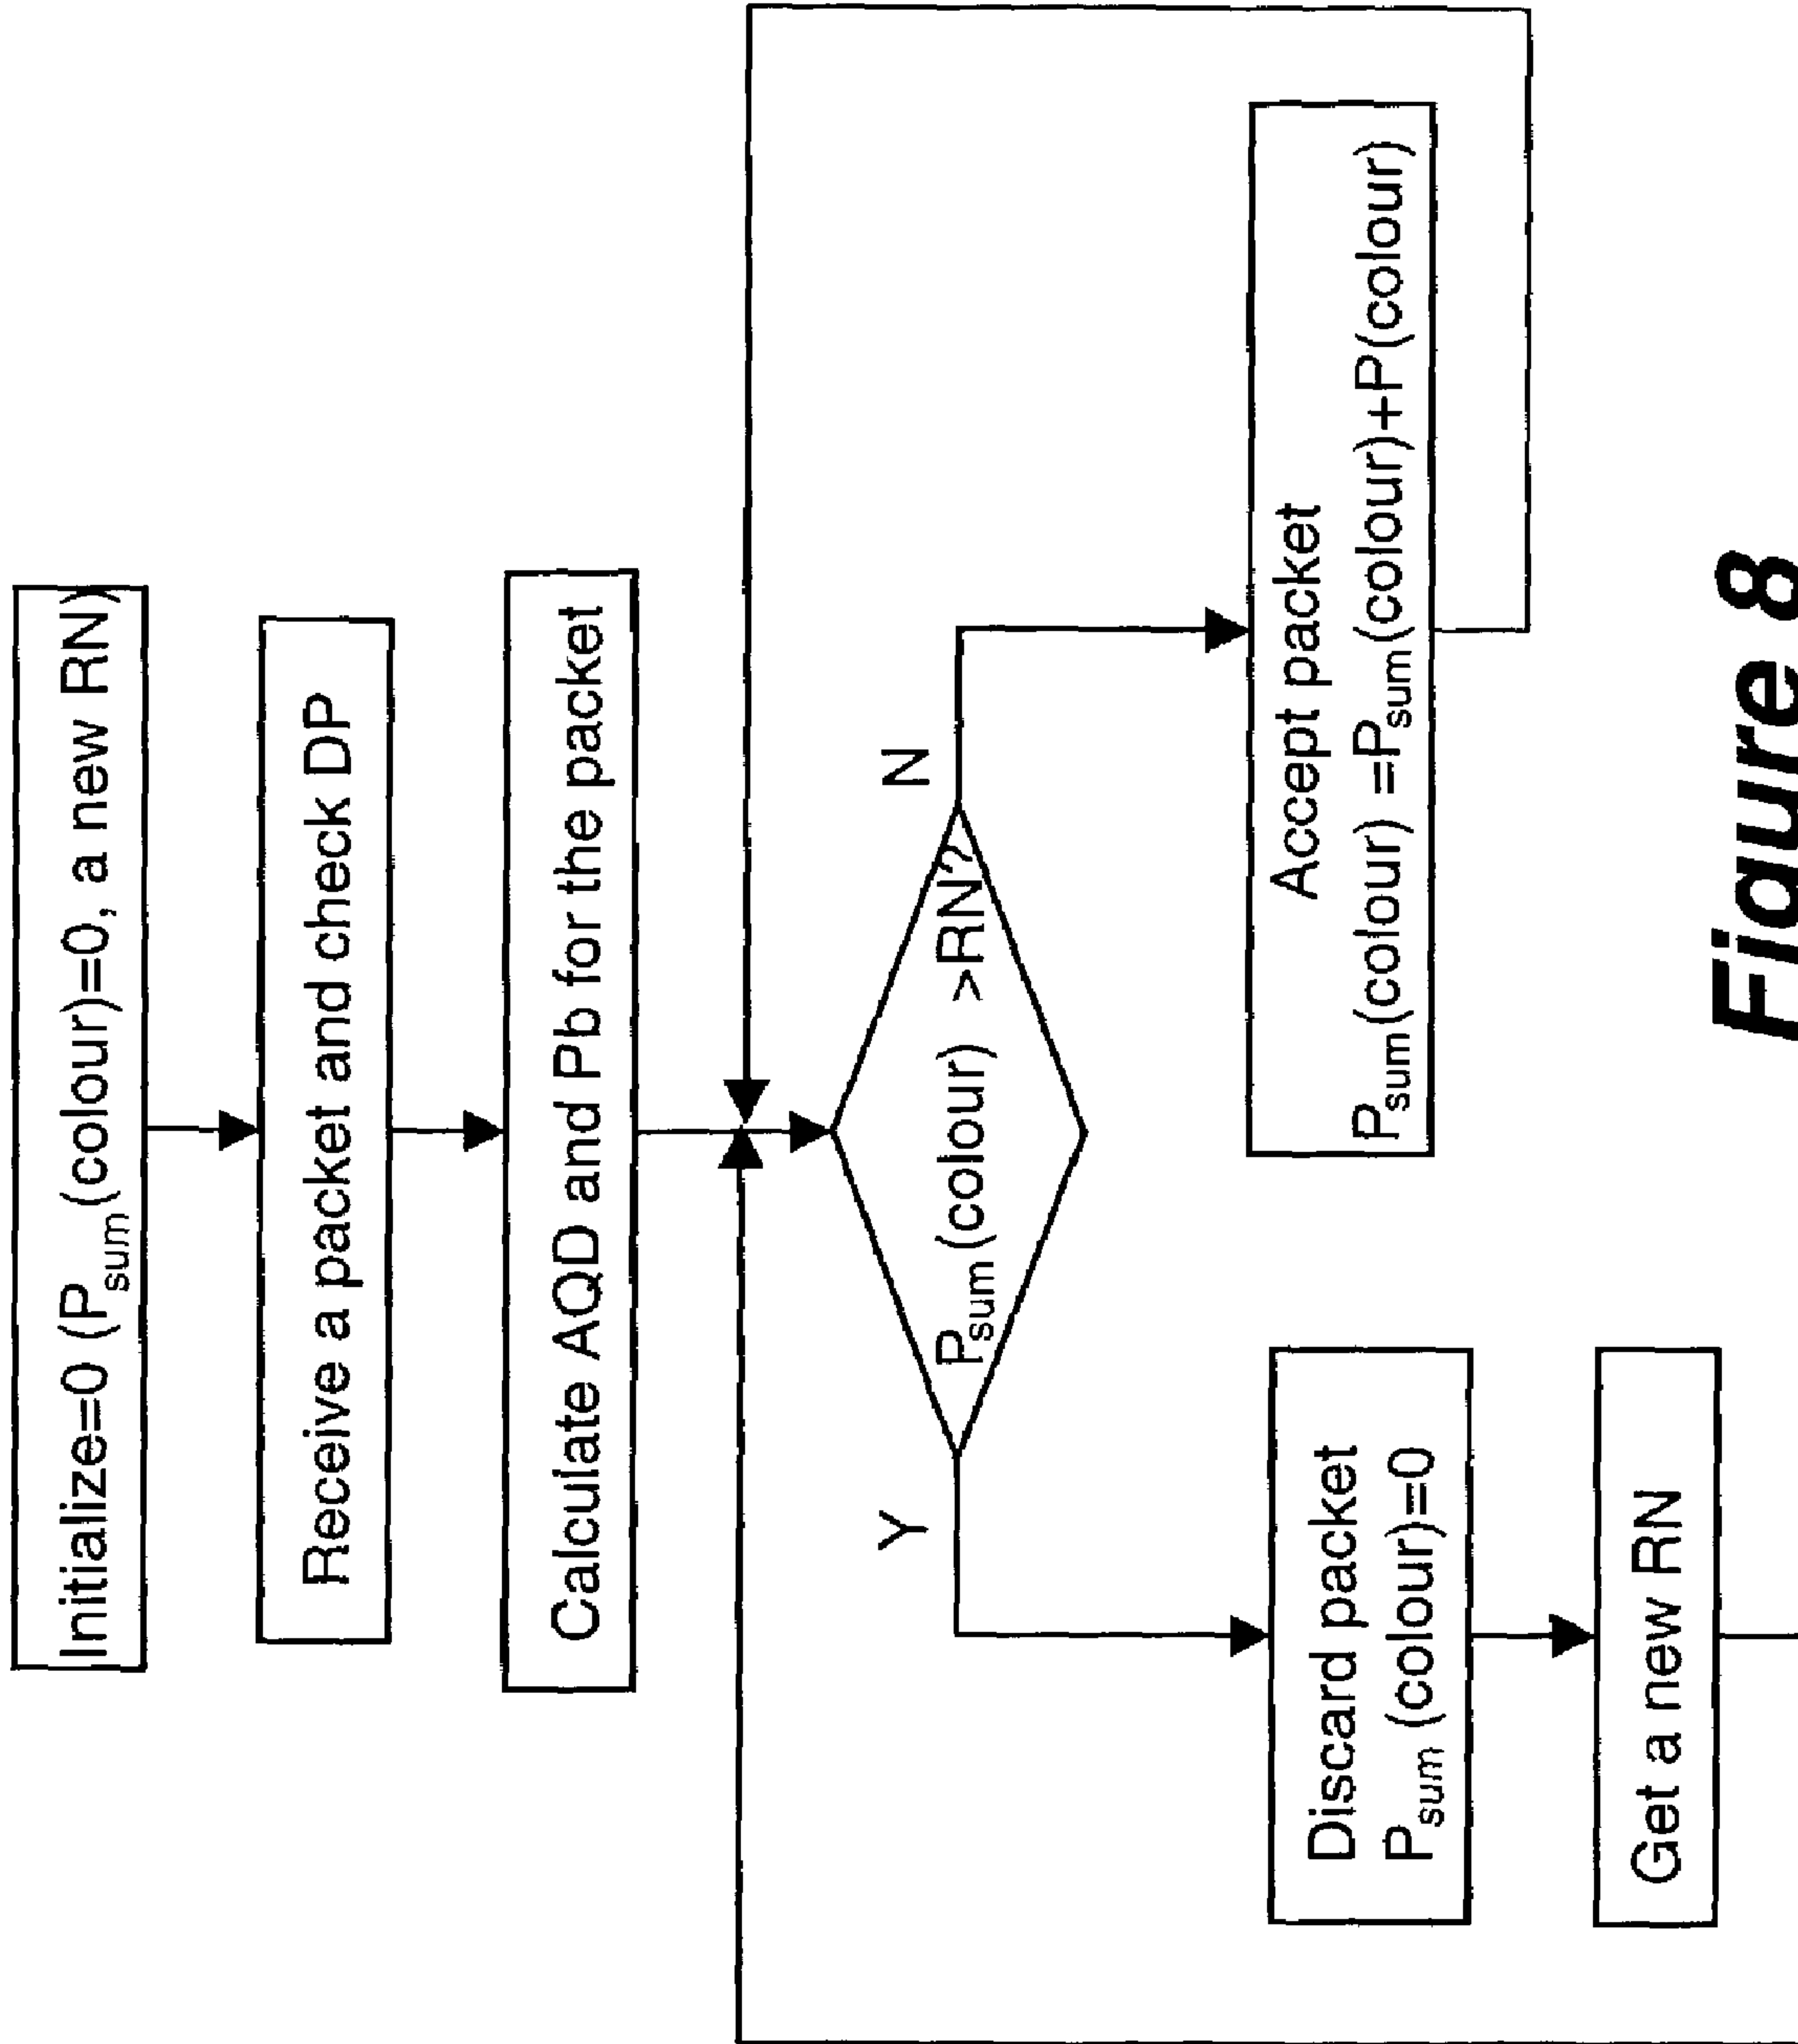 Initialize=0 (Psum(colour)=0, a new RN)
Receive a packet and check DP
Calculate AQD and Pb for the packet
Psum(colour) >RN?
Y
N
Discard packet
Psum (colour)=0
Get a new RN
Accept packet
Psum(colour) =Psum(colour)+P(colour)
Figure 8